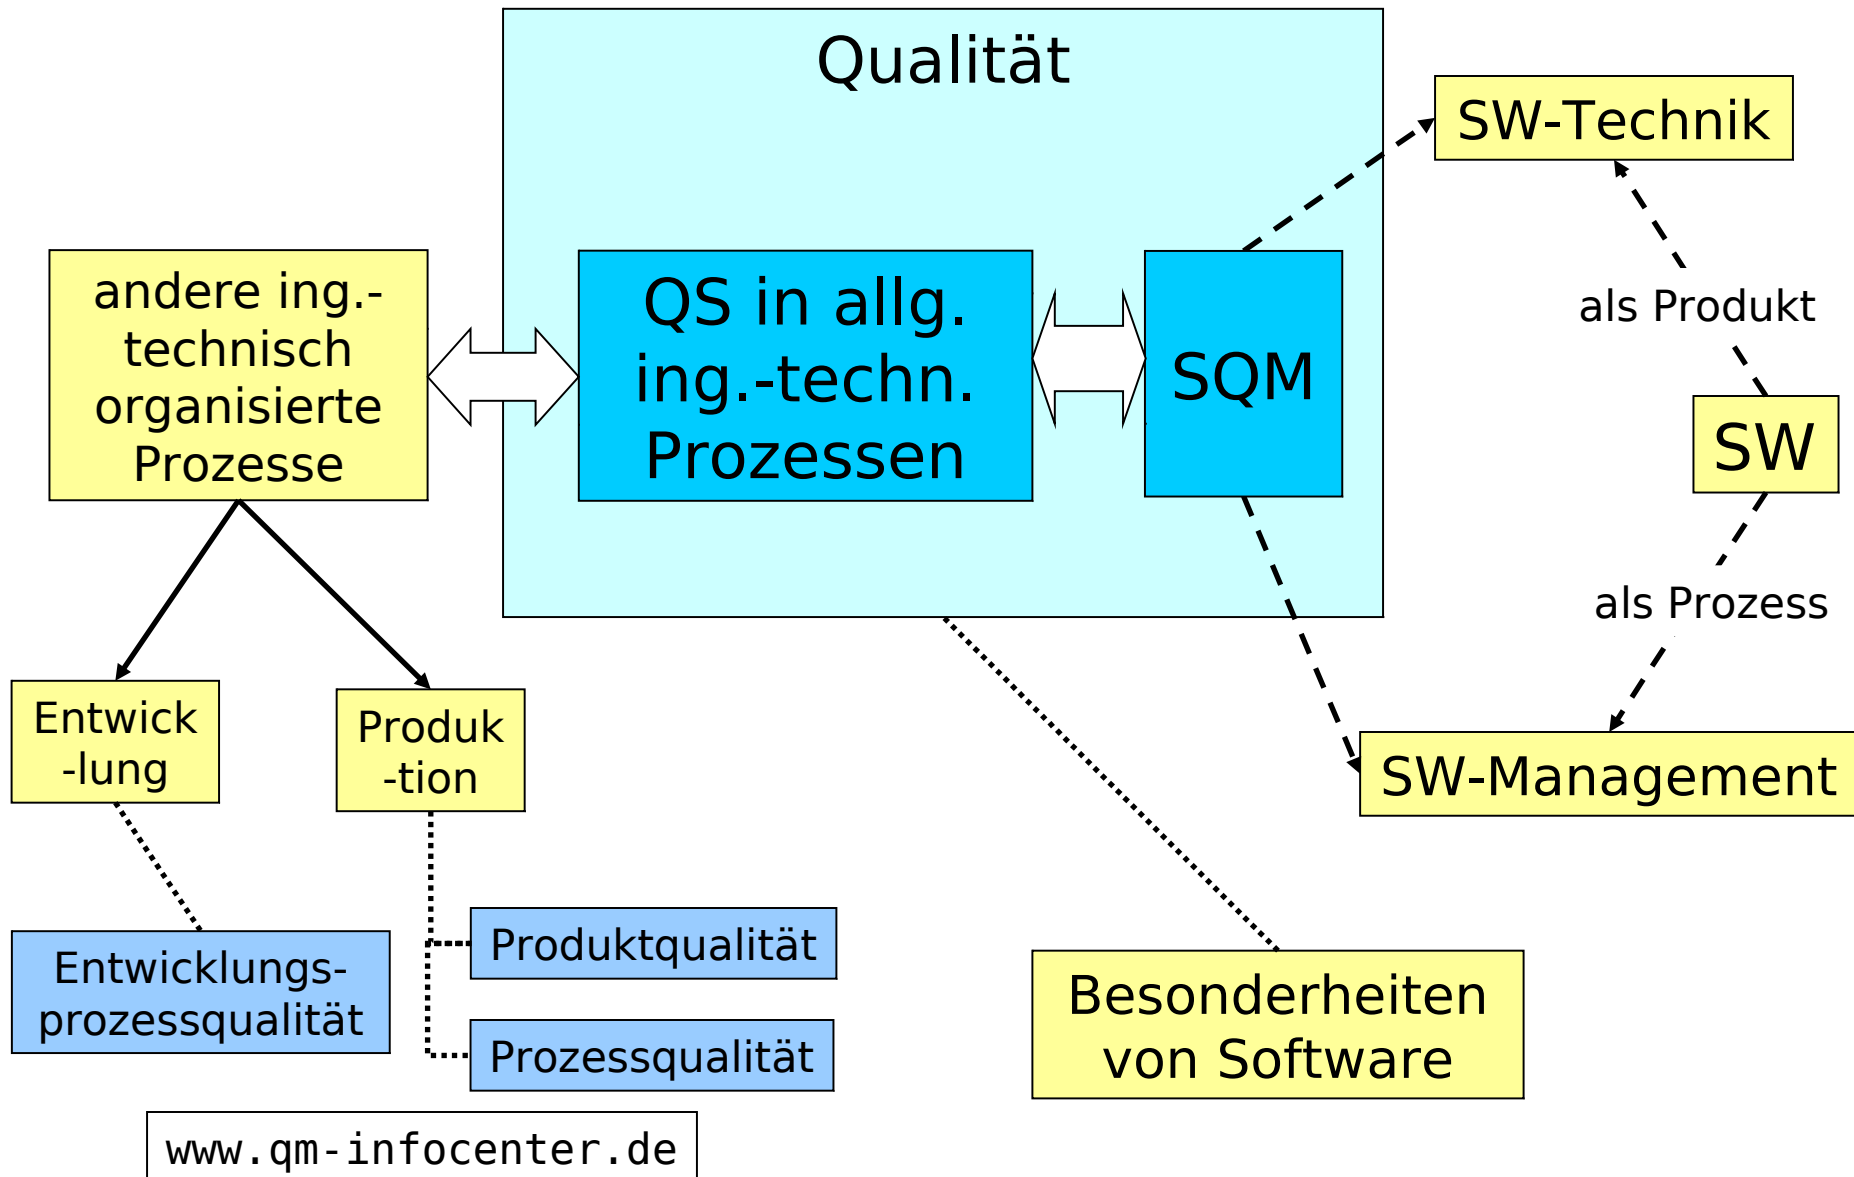 Qualität
SW-Technik
andere ing.-
technisch
organisierte
Prozesse
QS in allg.
ing.-techn.
Prozessen
SQM
als Produkt
SW
als Prozess
Entwick
-lung
Produk
-tion
SW-Management
Entwicklungs-
prozessqualität
Produktqualität
Prozessqualität
Besonderheiten
von Software
www.qm-infocenter.de